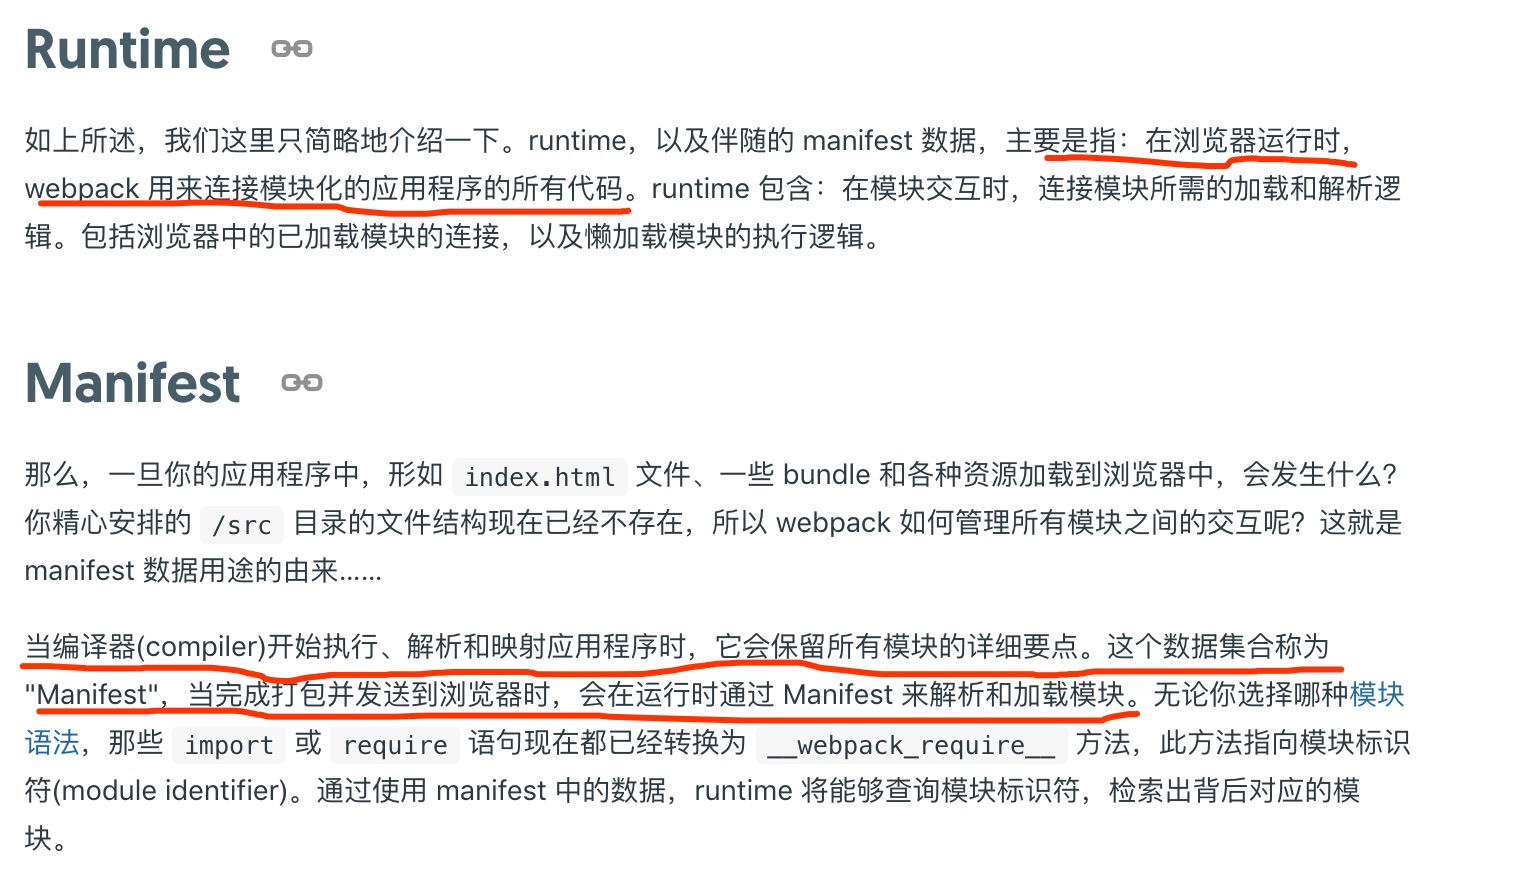 Runtime
如上所述，我们这里只简略地介绍一下。runtime，以及伴随的 manifest 数据，主要是指：在浏览器运行时，
webpack 用来连接模块化的应用程序的所有代码。runtime 包含：在模块交互时，连接模块所需的加载和解析逻
辑。包括浏览器中的已加载模块的连接，以及懒加载模块的执行逻辑。
Manifest
那么，一旦你的应用程序中，形如 index.html 文件、一些 bundle 和各种资源加载到浏览器中，会发生什么？
你精心安排的 /src 目录的文件结构现在已经不存在，所以 webpack 如何管理所有模块之间的交互呢？这就是
manifest 数据用途的由来……
当编译器(compiler)开始执行、解析和映射应用程序时，它会保留所有模块的详细要点。这个数据集合称为
"Manifest"，当完成打包并发送到浏览器时，会在运行时通过 Manifest 来解析和加载模块。无论你选择哪种模块
语法，那些 import 或 require 语句现在都已经转换为 __webpack_require__ 方法，此方法指向模块标识
符(module identifier)。通过使用 manifest 中的数据，runtime 将能够查询模块标识符，检索出背后对应的模
块。